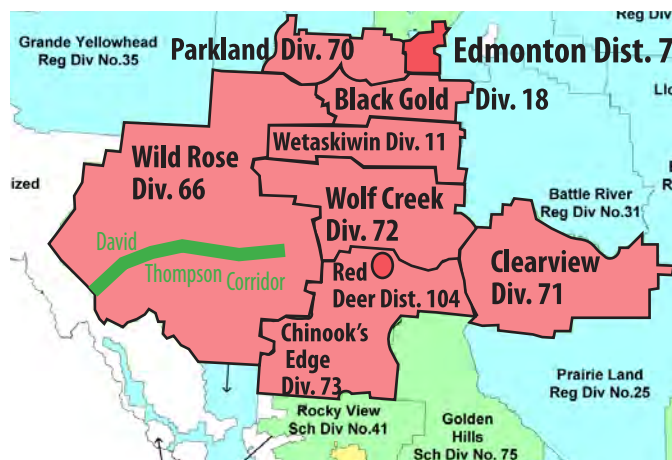 Reg Div
Grande Yellowhead
Reg Div No.35
Parkland Div. 70
Edmonton Dist. 7
Black Gold Div. 18
Wetaskiwin Div. 11
Wild Rose
Div. 66
ized
Wolf Creek
Div. 72
Battle River
Reg Div No.31
David
Thompson
Corridor
Red
Deer Dist. 104
Clearview
Div. 71
Chinook's
Edge
Div. 73
Prairie Land
Reg Div No.25
Rocky View
Sch Div No.41
Golden
Hills
Sch Div No. 75